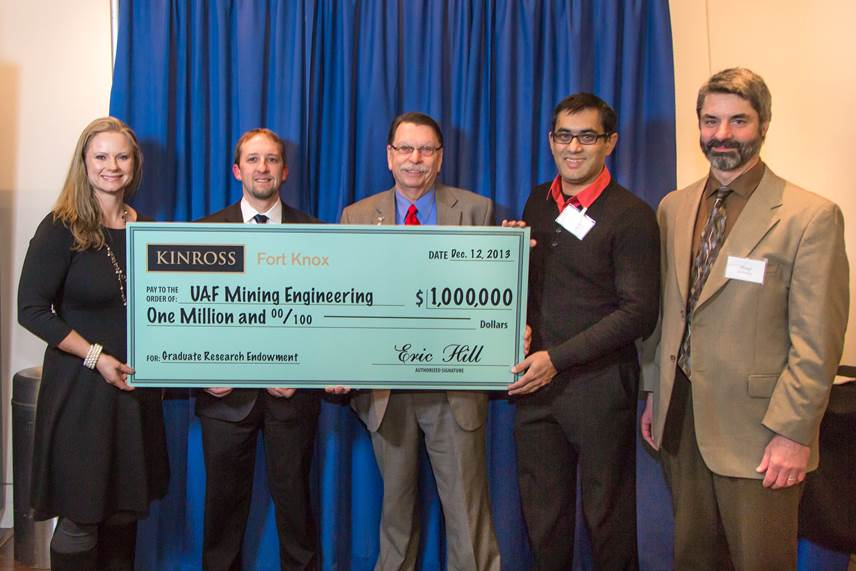 KINROSS Fort Knox DATE Dec. 12, 2013
PAY TO THE
ORDER OF: UAF Mining Engineering $ 1,000,000
One Million and 00/100 Dollars
FOR: Graduate Research Endowment Eric Hill
AUTHORIZED SIGNATURE